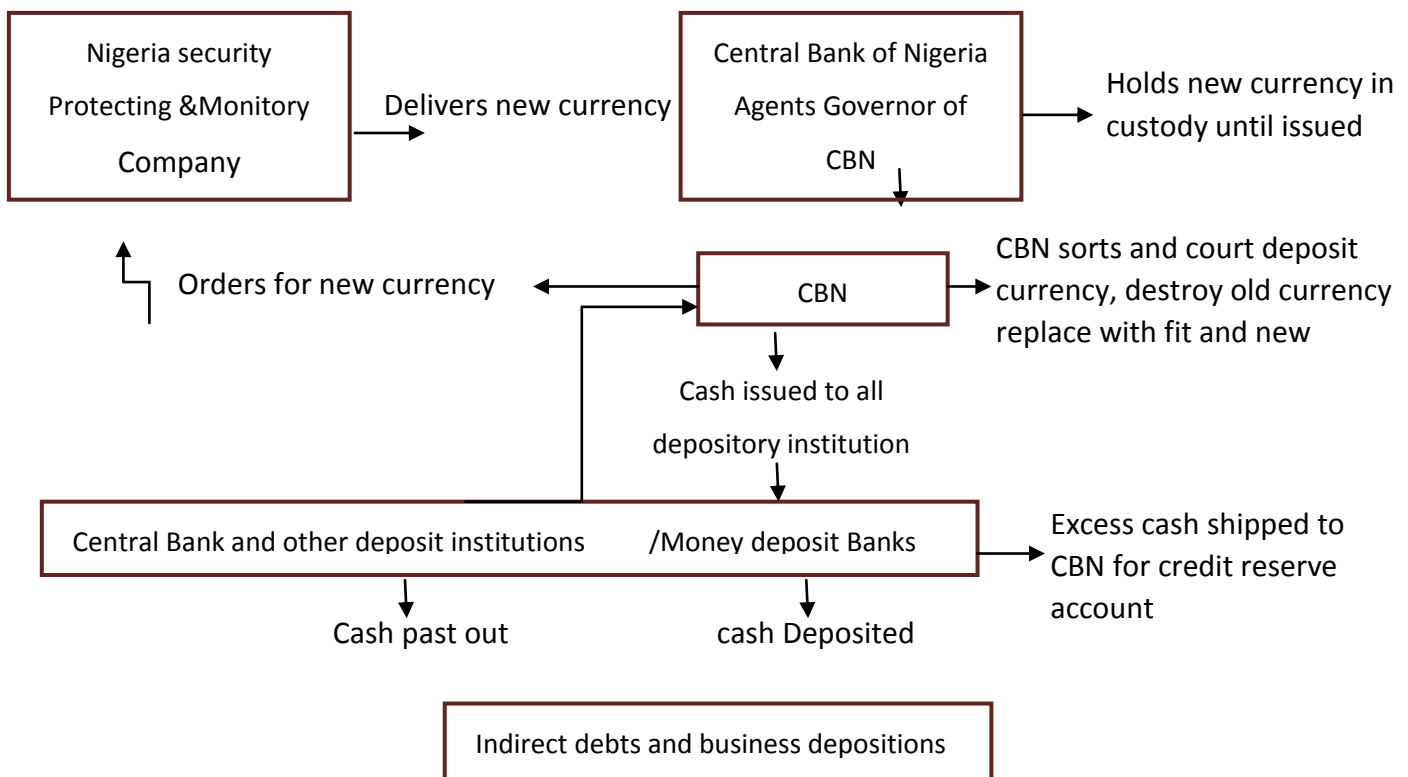 Nigeria security
Protecting &Monitory
Company
Delivers new currency
Central Bank of Nigeria
Agents Governor of
CBN
Holds new currency in
custody until issued
Orders for new currency
CBN
CBN sorts and court deposit
currency, destroy old currency
replace with fit and new
Cash issued to all
depository institution
Central Bank and other deposit institutions /Money deposit Banks
Excess cash shipped to
CBN for credit reserve
account
Cash past out
cash Deposited
Indirect debts and business depositions